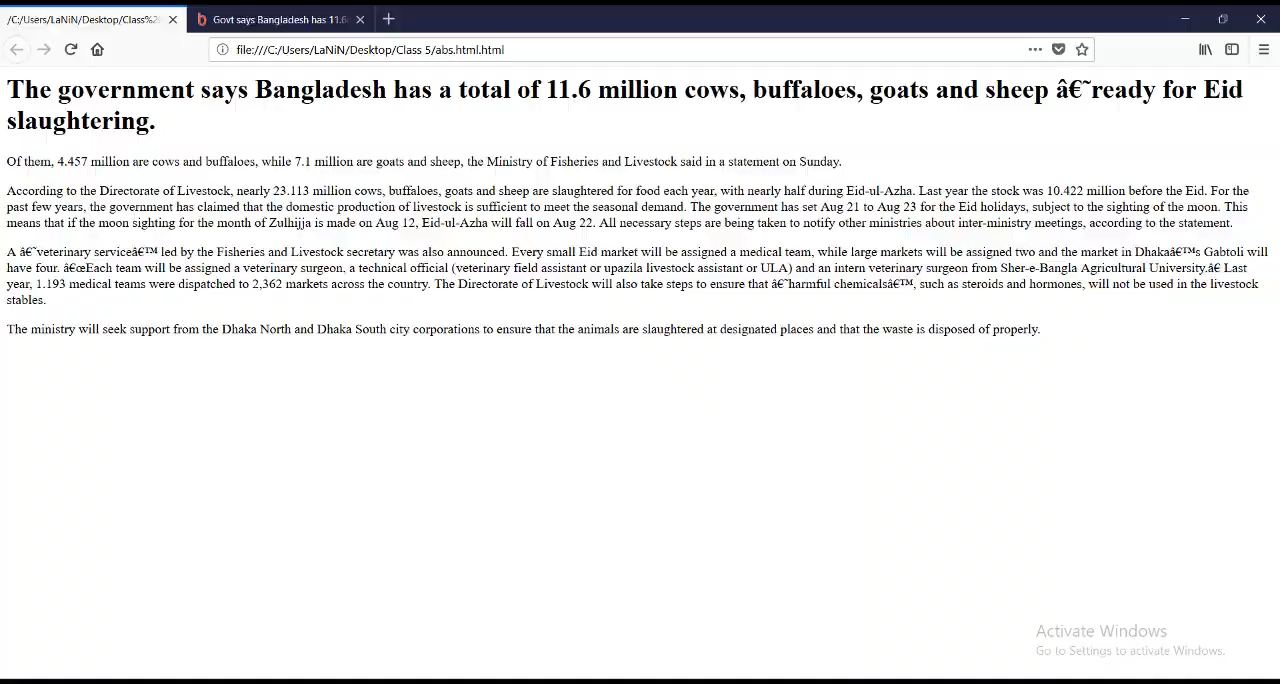 /C:/Users/LaNiN/Desktop/Class%2
Govt says Bangladesh has 11.6
file:///C:/Users/LaNiN/Desktop/Class 5/abs.html.html
The government says Bangladesh has a total of 11.6 million cows, buffaloes, goats and sheep â€˜ready for Eid
slaughtering.
Of them, 4.457 million are cows and buffaloes, while 7.1 million are goats and sheep, the Ministry of Fisheries and Livestock said in a statement on Sunday.
According to the Directorate of Livestock, nearly 23.113 million cows, buffaloes, goats and sheep are slaughtered for food each year, with nearly half during Eid-ul-Azha. Last year the stock was 10.422 million before the Eid. For the
past few years, the government has claimed that the domestic production of livestock is sufficient to meet the seasonal demand. The government has set Aug 21 to Aug 23 for the Eid holidays, subject to the sighting of the moon. This
means that if the moon sighting for the month of Zulhijja is made on Aug 12, Eid-ul-Azha will fall on Aug 22. All necessary steps are being taken to notify other ministries about inter-ministry meetings, according to the statement.
A â€˜veterinary serviceâ€™ led by the Fisheries and Livestock secretary was also announced. Every small Eid market will be assigned a medical team, while large markets will be assigned two and the market in Dhakaâ€™s Gabtoli will
have four. â€œEach team will be assigned a veterinary surgeon, a technical official (veterinary field assistant or upazila livestock assistant or ULA) and an intern veterinary surgeon from Sher-e-Bangla Agricultural University.â€ Last
year, 1.193 medical teams were dispatched to 2,362 markets across the country. The Directorate of Livestock will also take steps to ensure that â€˜harmful chemicalsâ€™, such as steroids and hormones, will not be used in the livestock
stables.
The ministry will seek support from the Dhaka North and Dhaka South city corporations to ensure that the animals are slaughtered at designated places and that the waste is disposed of properly.
Activate Windows
Go to Settings to activate Windows.